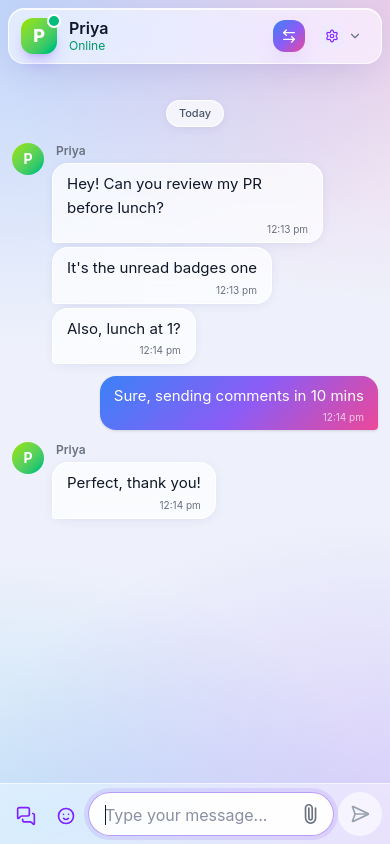 P
Priya
Online
Today
Priya
P
Hey! Can you review my PR
before lunch?
12:13 pm
It's the unread badges one
12:13 pm
Also, lunch at 1?
12:14 pm
Sure, sending comments in 10 mins
12:14 pm
Priya
P
Perfect, thank you!
12:14 pm
Type your message...